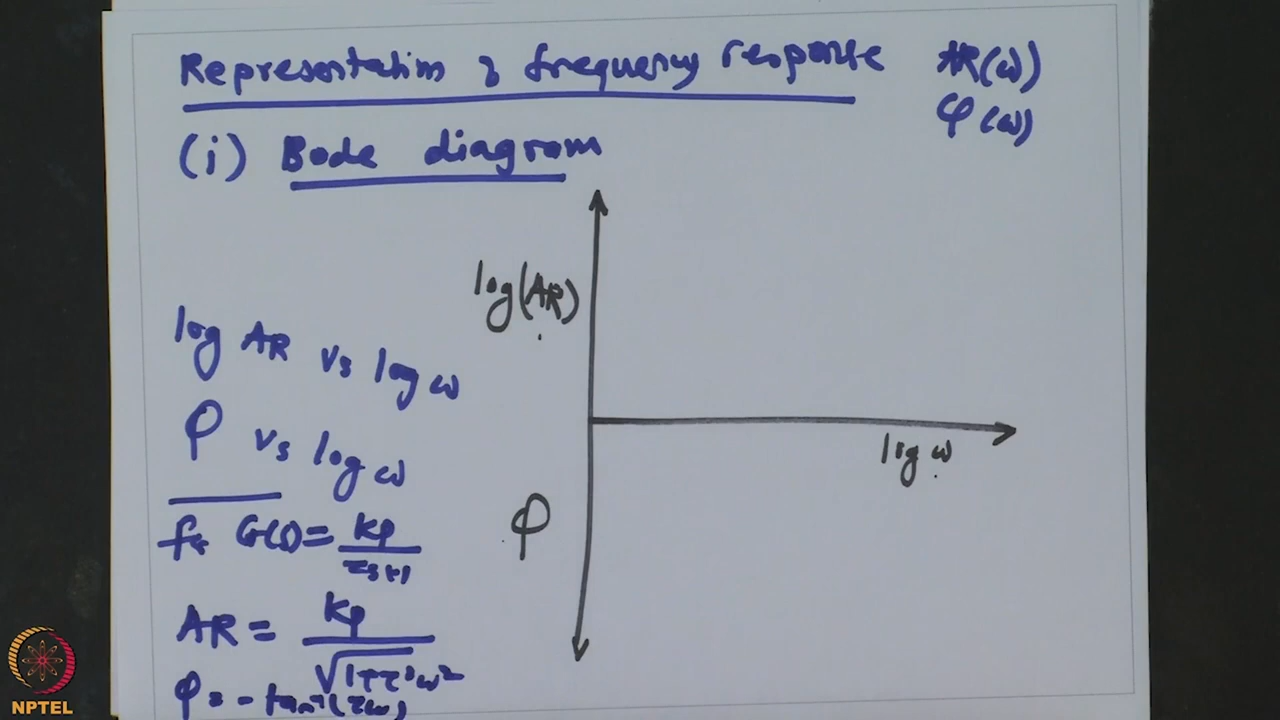 Representation of frequency response
AR(ω)
φ(ω)
(i) Bode diagram
log(AR)
log AR vs log ω
φ vs log ω
log ω
φ
for G(s) = Kp / τs+1
AR = Kp / √1+τ²ω²
φ = -tan⁻¹(τω)
NPTEL